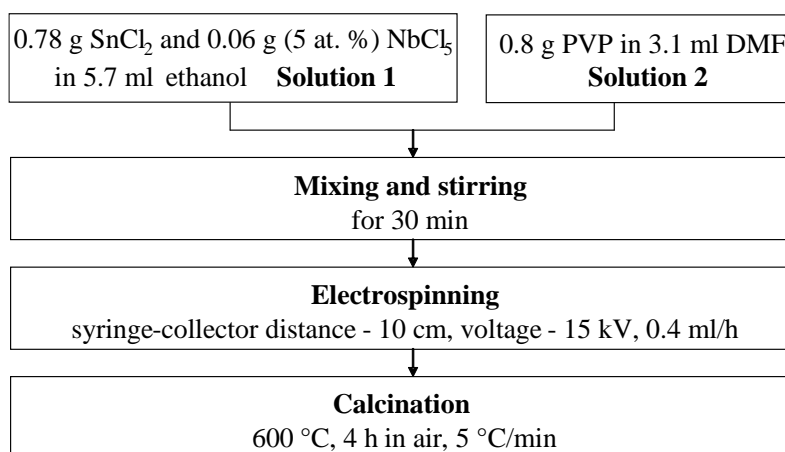 0.78 g SnCl₂ and 0.06 g (5 at. %) NbCl₅
in 5.7 ml ethanol Solution 1
0.8 g PVP in 3.1 ml DMF
Solution 2
Mixing and stirring
for 30 min
Electrospinning
syringe-collector distance - 10 cm, voltage - 15 kV, 0.4 ml/h
Calcination
600 °C, 4 h in air, 5 °C/min